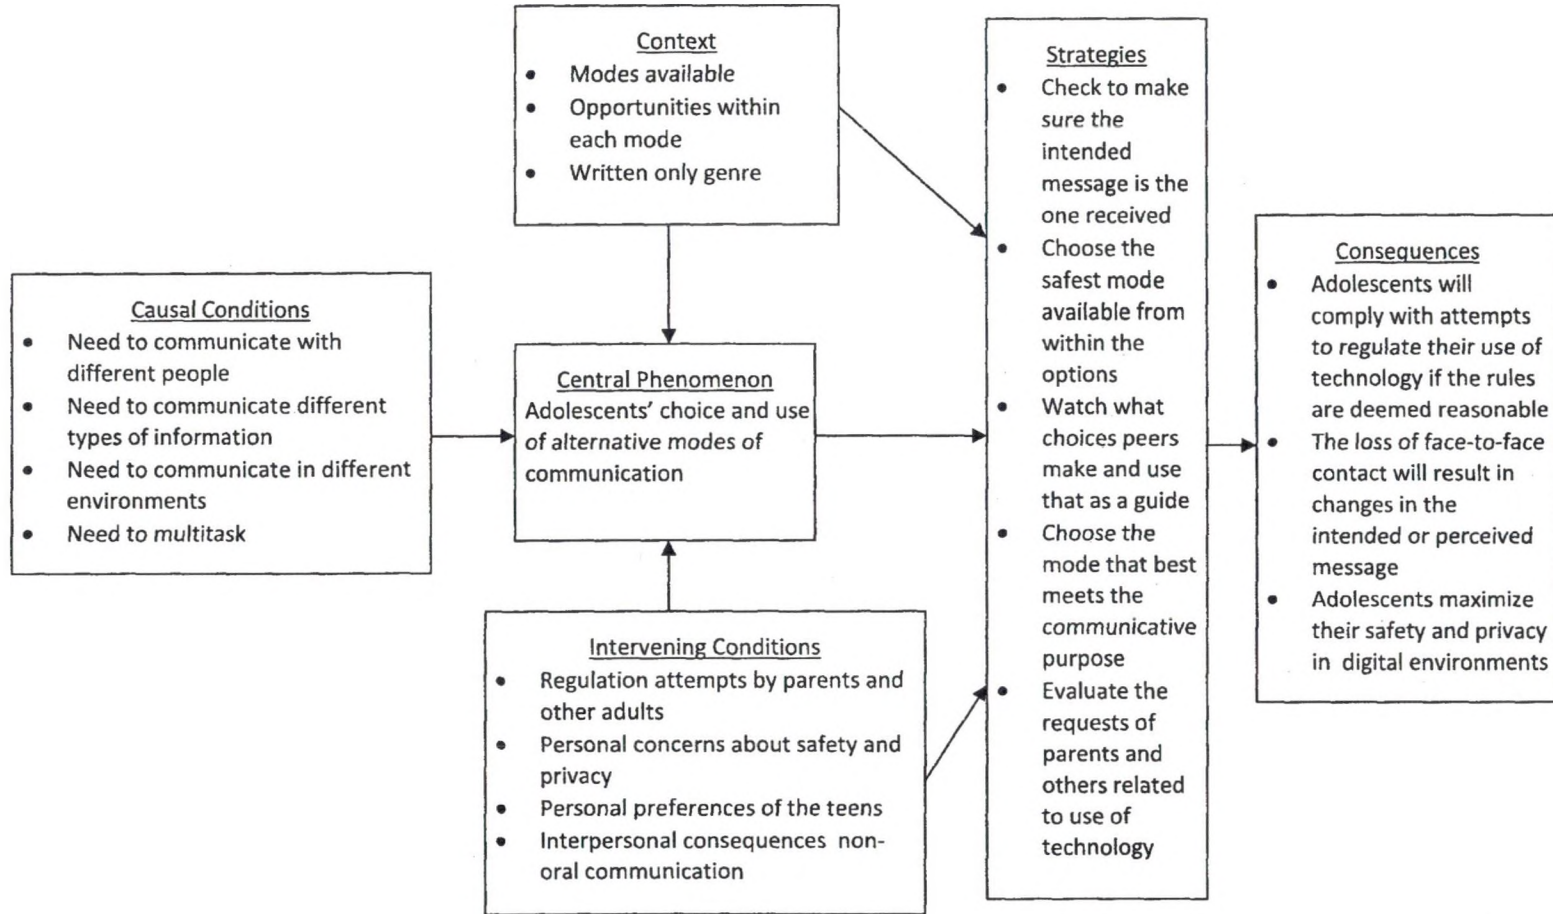 Context
• Modes available
• Opportunities within
each mode
• Written only genre
Causal Conditions
• Need to communicate with
different people
• Need to communicate different
types of information
• Need to communicate in different
environments
• Need to multitask
Central Phenomenon
Adolescents' choice and use
of alternative modes of
communication
Intervening Conditions
• Regulation attempts by parents and
other adults
• Personal concerns about safety and
privacy
• Personal preferences of the teens
• Interpersonal consequences non-
oral communication
Strategies
• Check to make
sure the
intended
message is the
one received
• Choose the
safest mode
available from
within the
options
• Watch what
choices peers
make and use
that as a guide
• Choose the
mode that best
meets the
communicative
purpose
• Evaluate the
requests of
parents and
others related
to use of
technology
Consequences
• Adolescents will
comply with attempts
to regulate their use of
technology if the rules
are deemed reasonable
• The loss of face-to-face
contact will result in
changes in the
intended or perceived
message
• Adolescents maximize
their safety and privacy
in digital environments